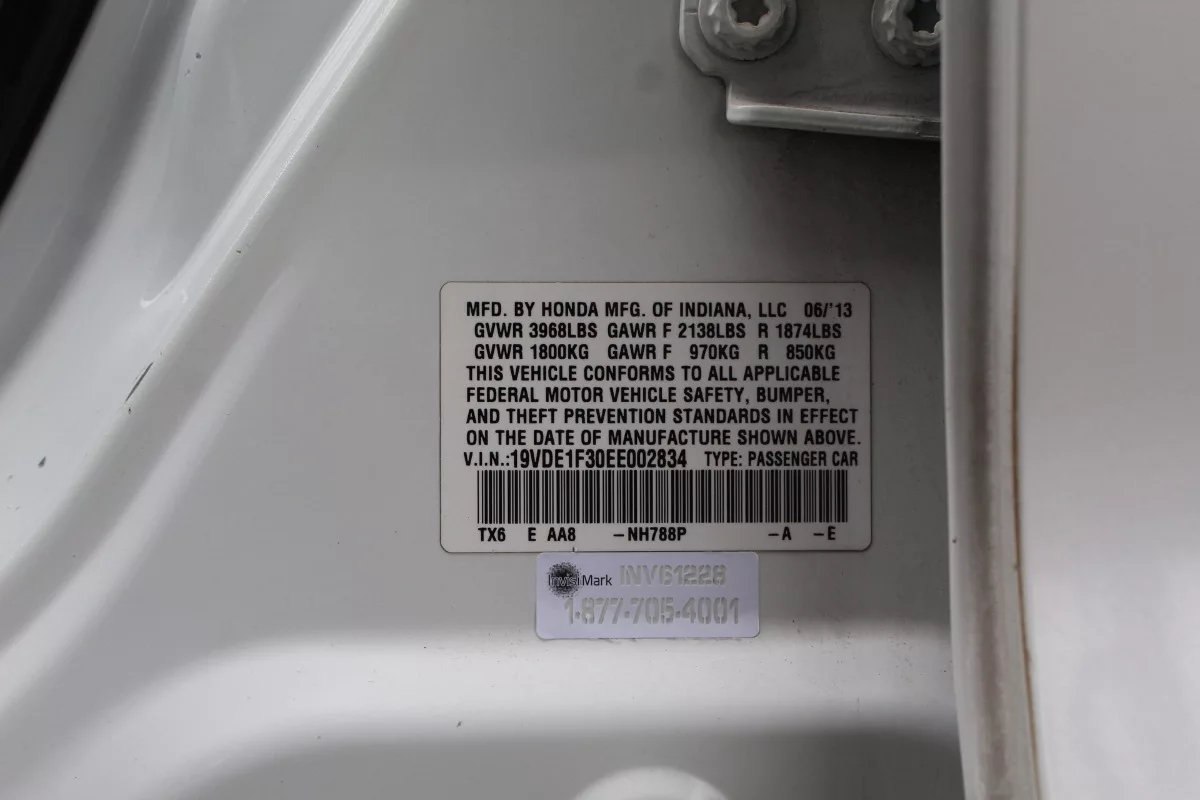 MFD. BY HONDA MFG. OF INDIANA, LLC 06/'13
GVWR 3968LBS GAWR F 2138LBS R 1874LBS
GVWR 1800KG GAWR F 970KG R 850KG
THIS VEHICLE CONFORMS TO ALL APPLICABLE
FEDERAL MOTOR VEHICLE SAFETY, BUMPER,
AND THEFT PREVENTION STANDARDS IN EFFECT
ON THE DATE OF MANUFACTURE SHOWN ABOVE.
V.I.N.:19VDE1F30EE002834 TYPE: PASSENGER CAR
TX6 E AA8 -NH788P -A -E
Invisi Mark INV61228
1-877-705-4001